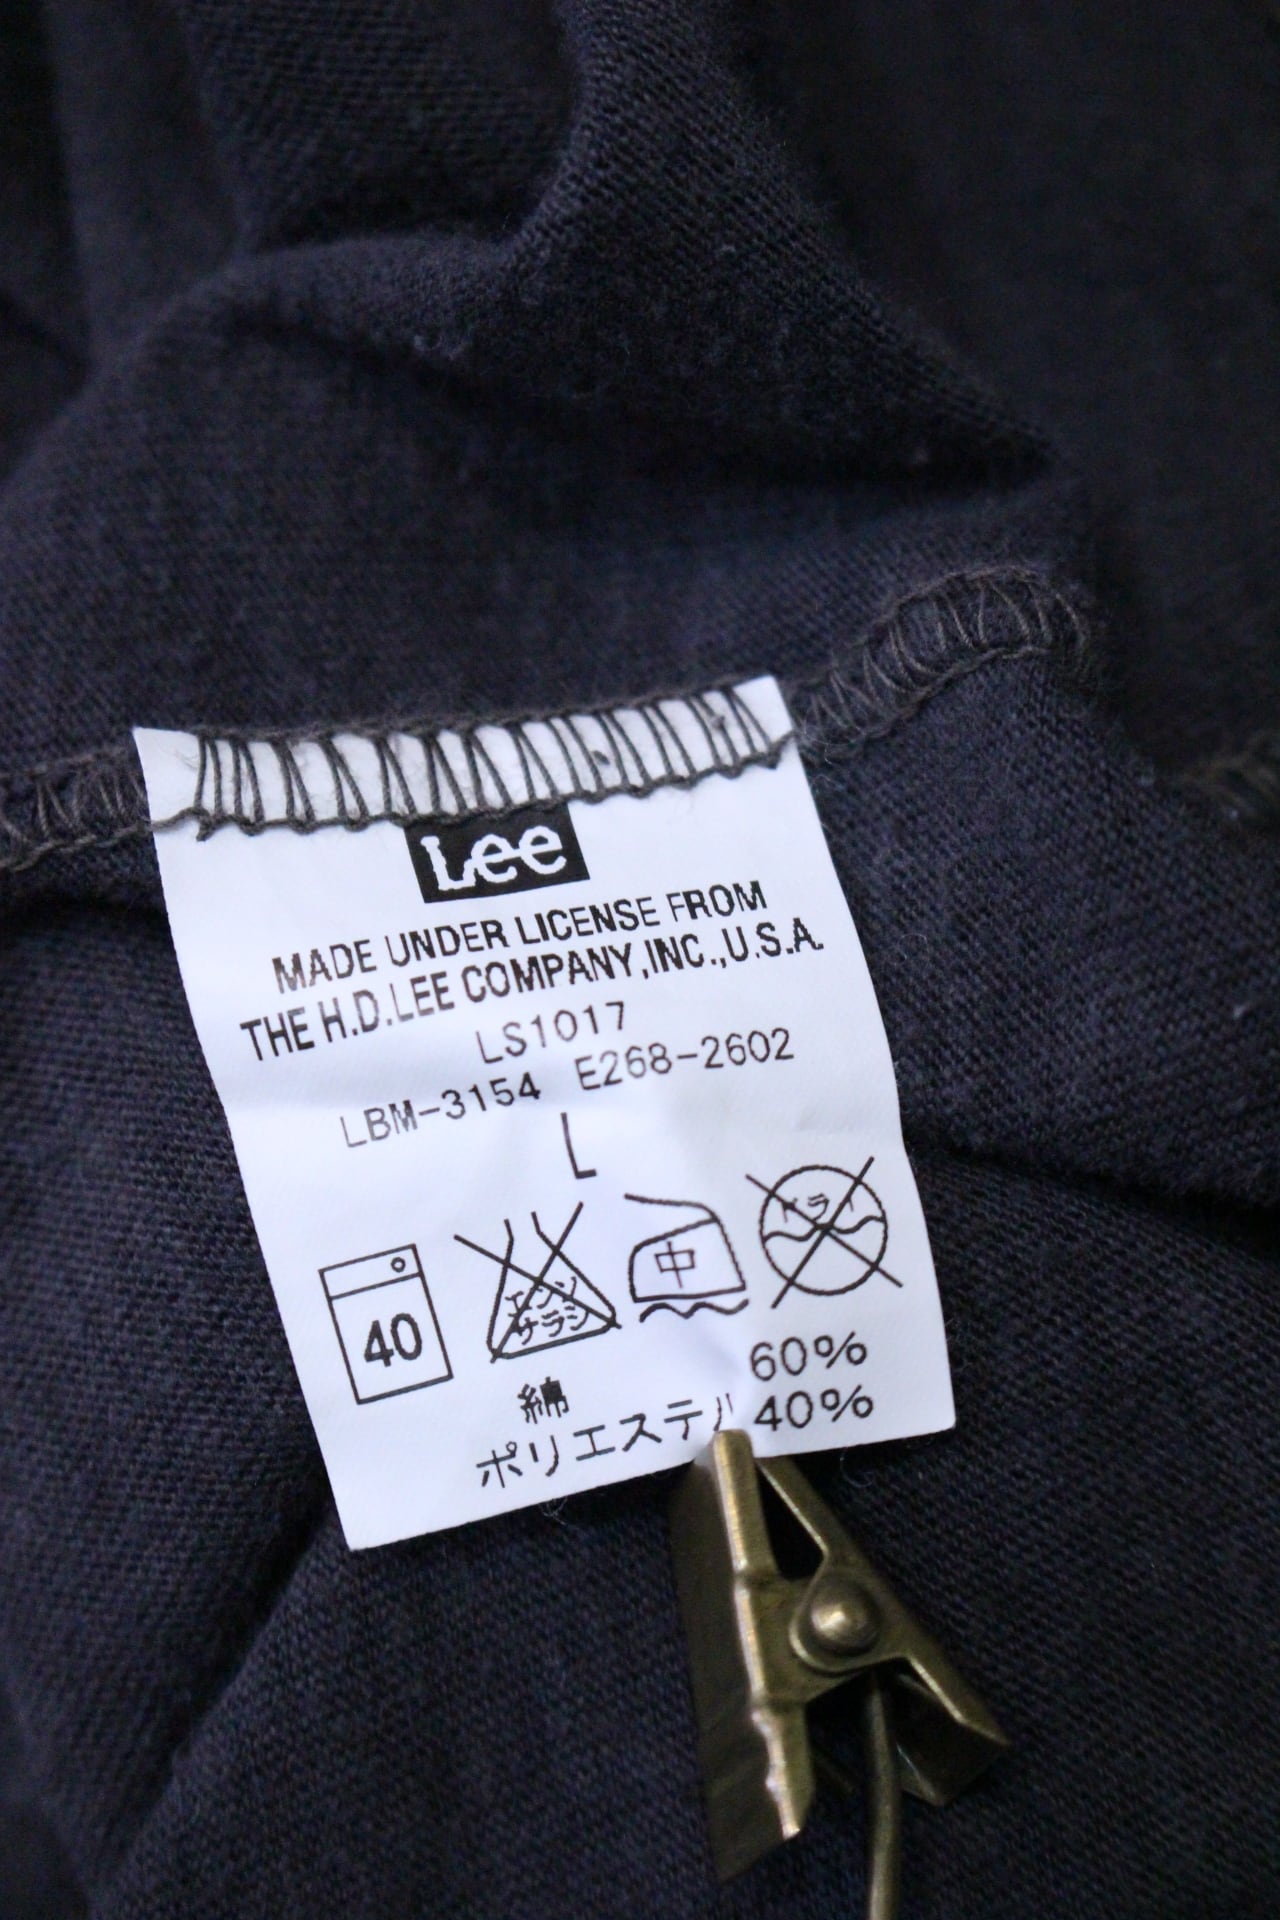 Lee
MADE UNDER LICENSE FROM
THE H.D.LEE COMPANY,INC.,U.S.A.
LS1017
LBM-3154 E268-2602
L
40
エンソ
サラシ
中
ドライ
綿 60%
ポリエステル 40%